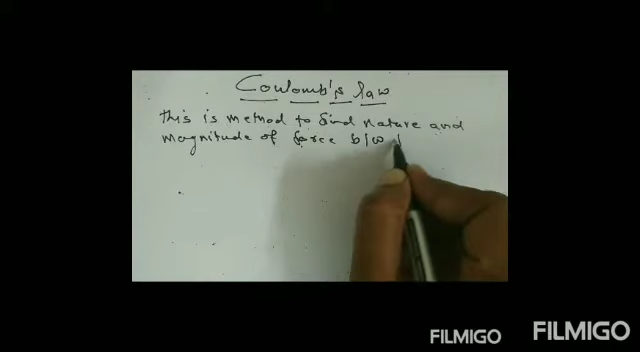 Coulomb's law
This is method to find nature and
magnitude of force b/w
FILMIGO
FILMIGO